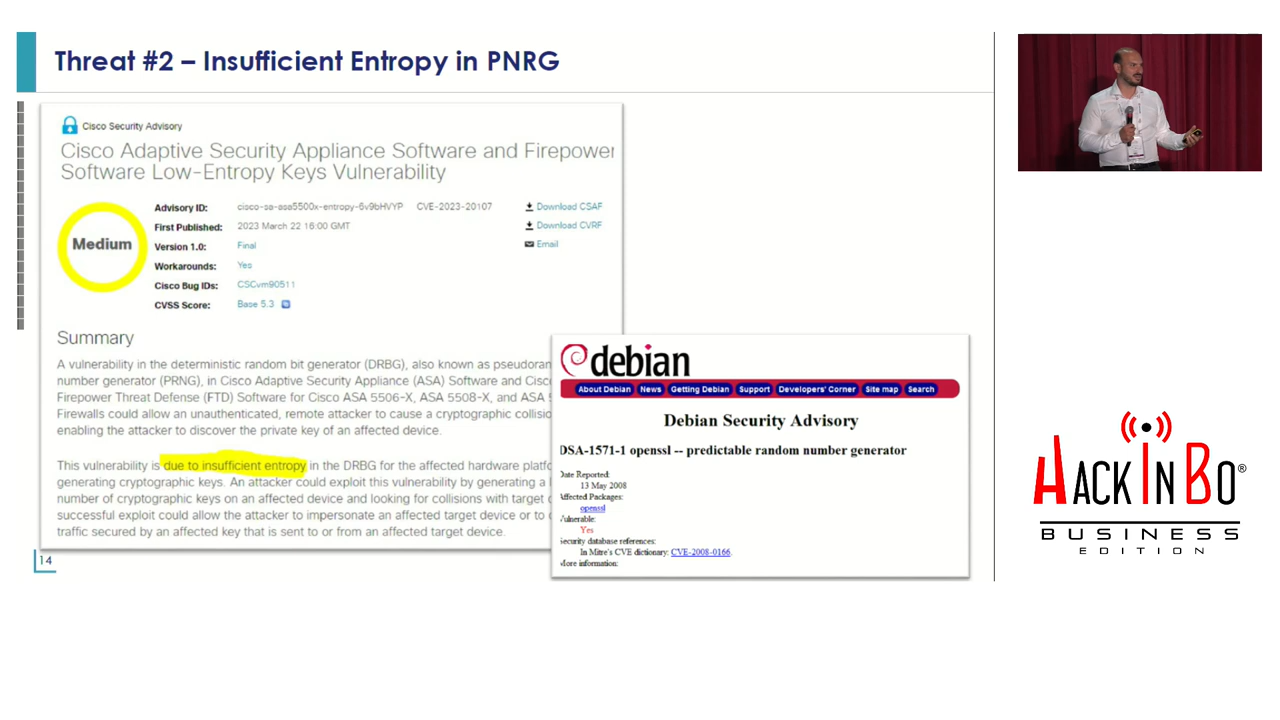 Threat #2 – Insufficient Entropy in PNRG
Cisco Security Advisory
Cisco Adaptive Security Appliance Software and Firepower
Software Low-Entropy Keys Vulnerability
Medium
Advisory ID: cisco-sa-asa5500x-entropy-6v9bHVYP CVE-2023-20107
First Published: 2023 March 22 16:00 GMT
Version 1.0: Final
Workarounds: Yes
Cisco Bug IDs: CSCvm90511
CVSS Score: Base 5.3
Download CSAF
Download CVRF
Email
Summary
A vulnerability in the deterministic random bit generator (DRBG), also known as pseudoran
number generator (PRNG), in Cisco Adaptive Security Appliance (ASA) Software and Cisc
Firepower Threat Defense (FTD) Software for Cisco ASA 5506-X, ASA 5508-X, and ASA 5
Firewalls could allow an unauthenticated, remote attacker to cause a cryptographic collisio
enabling the attacker to discover the private key of an affected device.
This vulnerability is due to insufficient entropy in the DRBG for the affected hardware platfo
generating cryptographic keys. An attacker could exploit this vulnerability by generating a l
number of cryptographic keys on an affected device and looking for collisions with target d
successful exploit could allow the attacker to impersonate an affected target device or to d
traffic secured by an affected key that is sent to or from an affected target device.
14
debian
About Debian News Getting Debian Support Developers' Corner Site map Search
Debian Security Advisory
DSA-1571-1 openssl -- predictable random number generator
Date Reported:
13 May 2008
Affected Packages:
openssl
Vulnerable:
Yes
Security database references:
In Mitre's CVE dictionary: CVE-2008-0166.
More information:
HACKINBO®
BUSINESS
EDITION